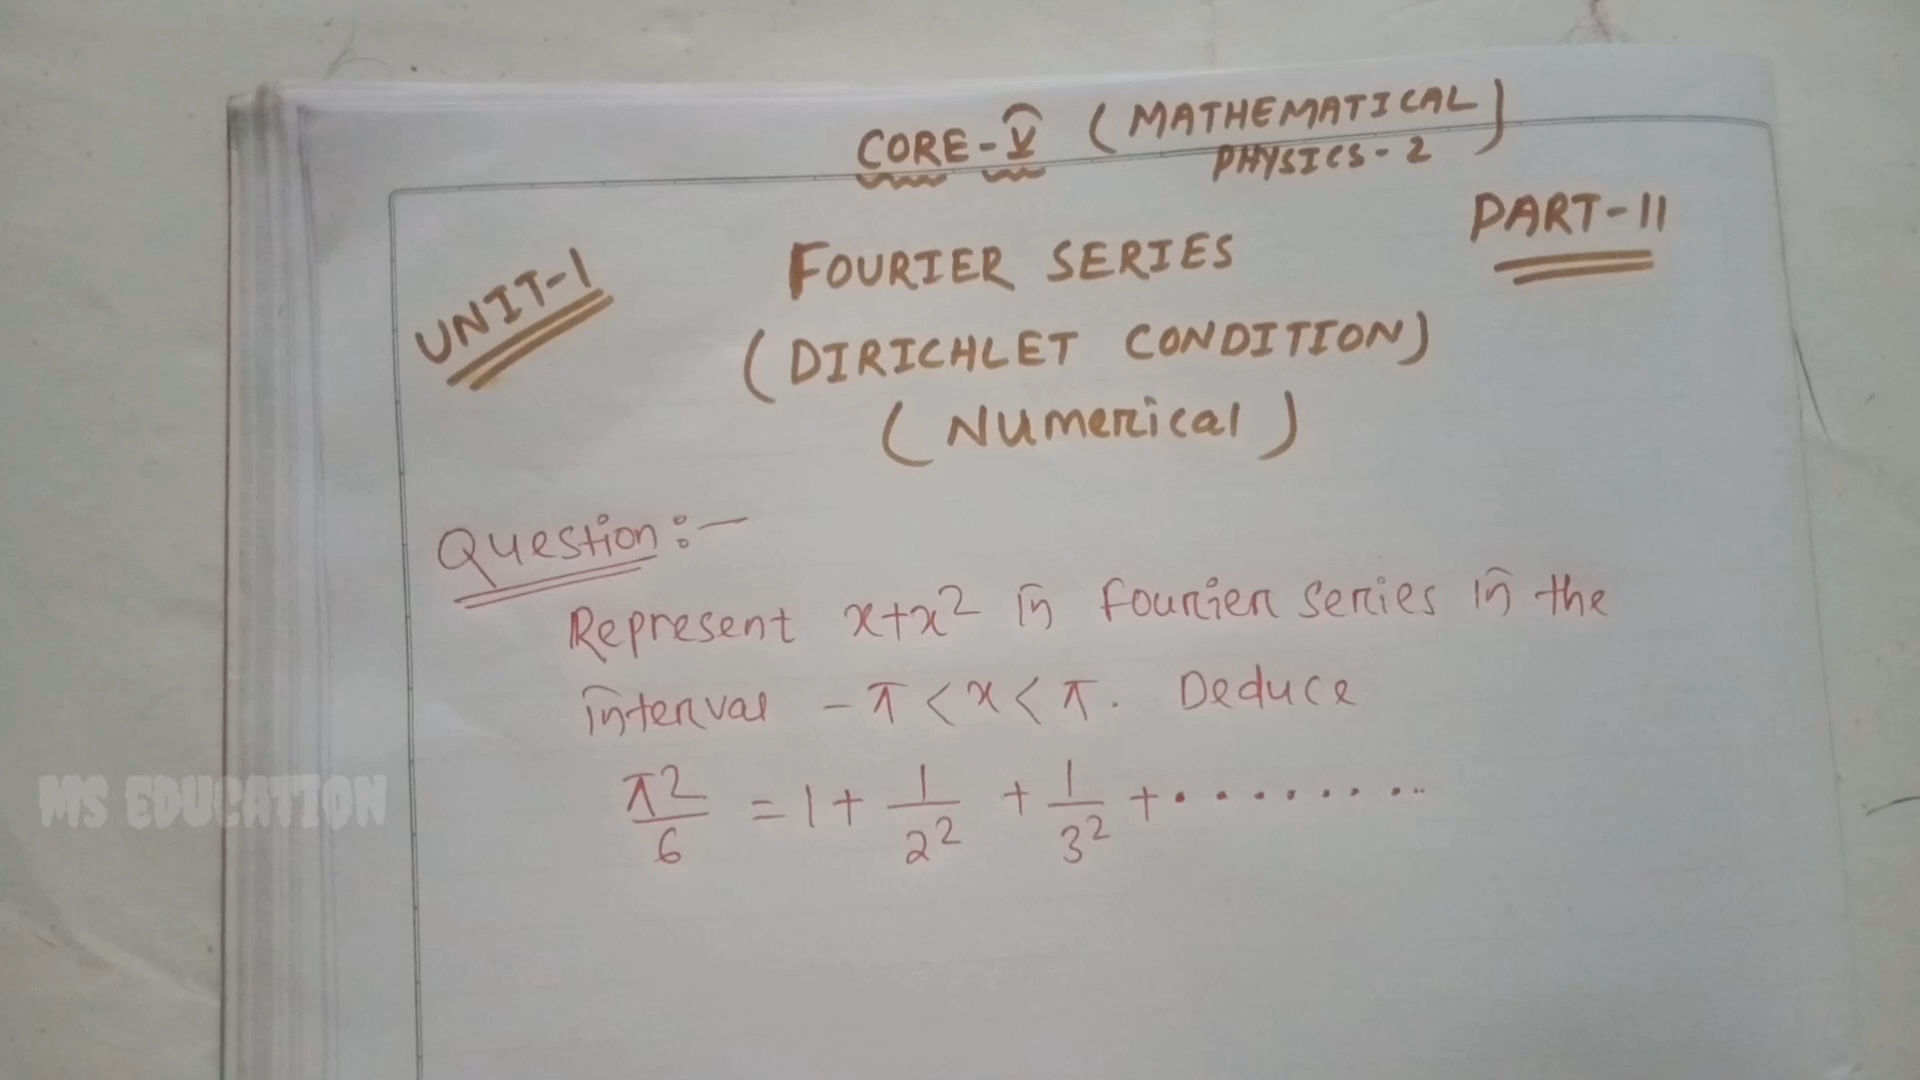 CORE-V (MATHEMATICAL PHYSICS-2)
PART-II
UNIT-1
FOURIER SERIES
(DIRICHLET CONDITION)
(Numerical)
Question:-
Represent x+x² in fourier series in the
interval -π<x<π. Deduce
π²/6 = 1 + 1/2² + 1/3² + .........
MS EDUCATION